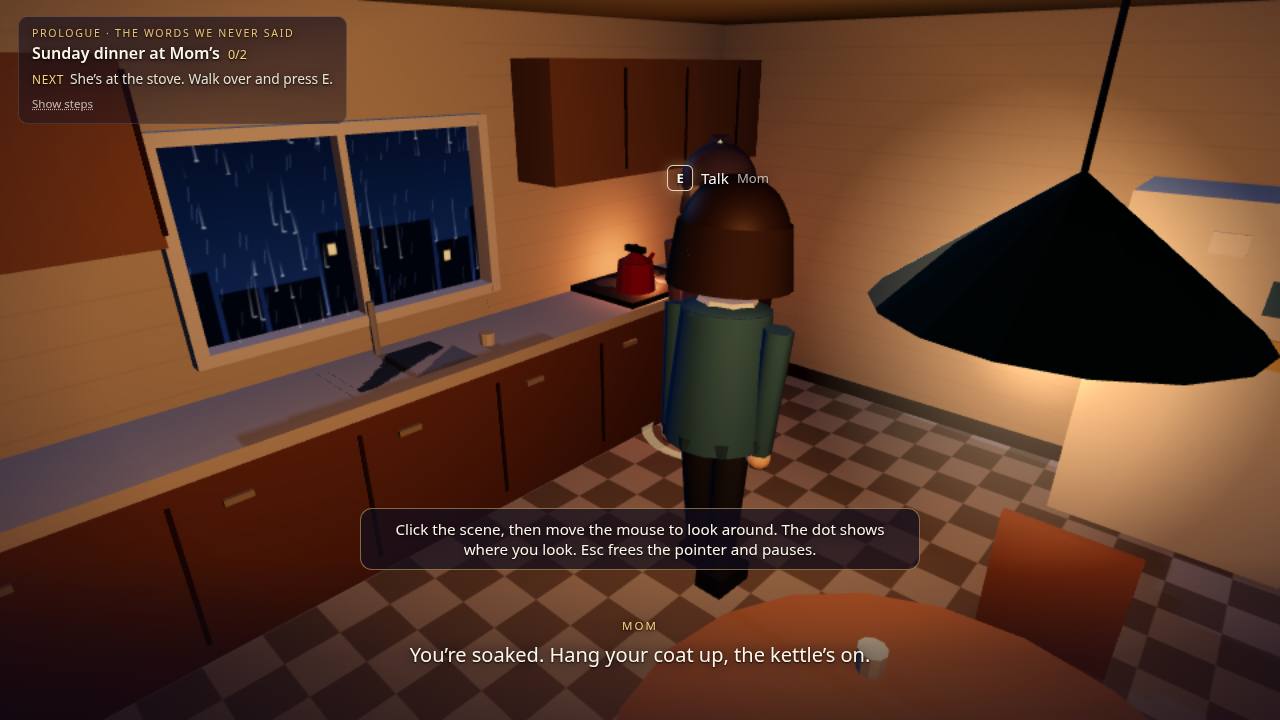 PROLOGUE · THE WORDS WE NEVER SAID
Sunday dinner at Mom’s 0/2
NEXT She’s at the stove. Walk over and press E.
Show steps
E Talk Mom
Click the scene, then move the mouse to look around. The dot shows
where you look. Esc frees the pointer and pauses.
MOM
You’re soaked. Hang your coat up, the kettle’s on.